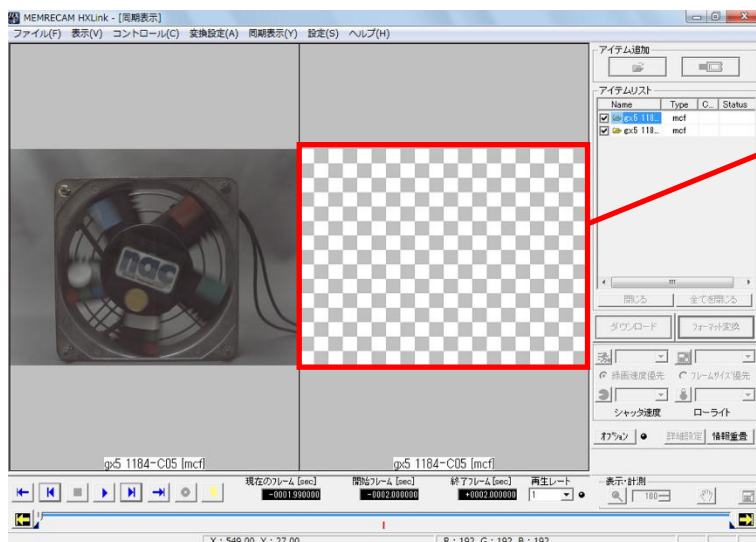 MEMRECAM HXLink - [同期表示]
ファイル(F) 表示(V) コントロール(C) 変換設定(A) 同期表示(Y) 設定(S) ヘルプ(H)
アイテム追加
アイテムリスト
Name Type C... Status
gx5 118... mcf
gx5 118... mcf
nac
閉じる 全てを閉じる
ダウンロード フォーマット変換
録画速度優先 フレームサイズ優先
シャッタ速度 ローライト
オプション 詳細設定 情報重畳
gx5 1184-C05 [mcf] gx5 1184-C05 [mcf]
現在のフレーム [sec] 開始フレーム [sec] 終了フレーム [sec] 再生レート
-0001.990000 -0002.000000 +0002.000000 1
表示・計測
100
X : 549.00 Y : 27.00 R : 192 G : 192 B : 192